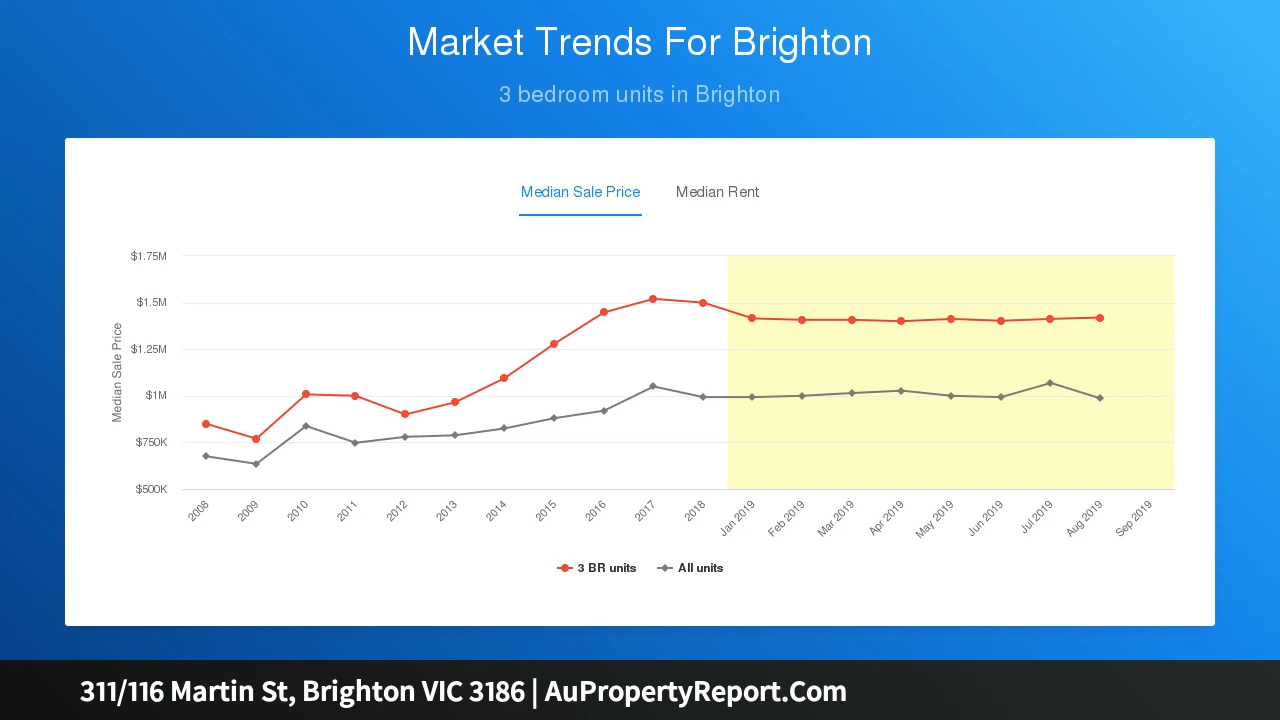 Market Trends For Brighton
3 bedroom units in Brighton
Median Sale Price
Median Rent
Median Sale Price
$1.75M
$1.5M
$1.25M
$1M
$750K
$500K
2008
2009
2010
2011
2012
2013
2014
2015
2016
2017
2018
Jan 2019
Feb 2019
Mar 2019
Apr 2019
May 2019
Jun 2019
Jul 2019
Aug 2019
Sep 2019
3 BR units
All units
311/116 Martin St, Brighton VIC 3186 | AuPropertyReport.Com